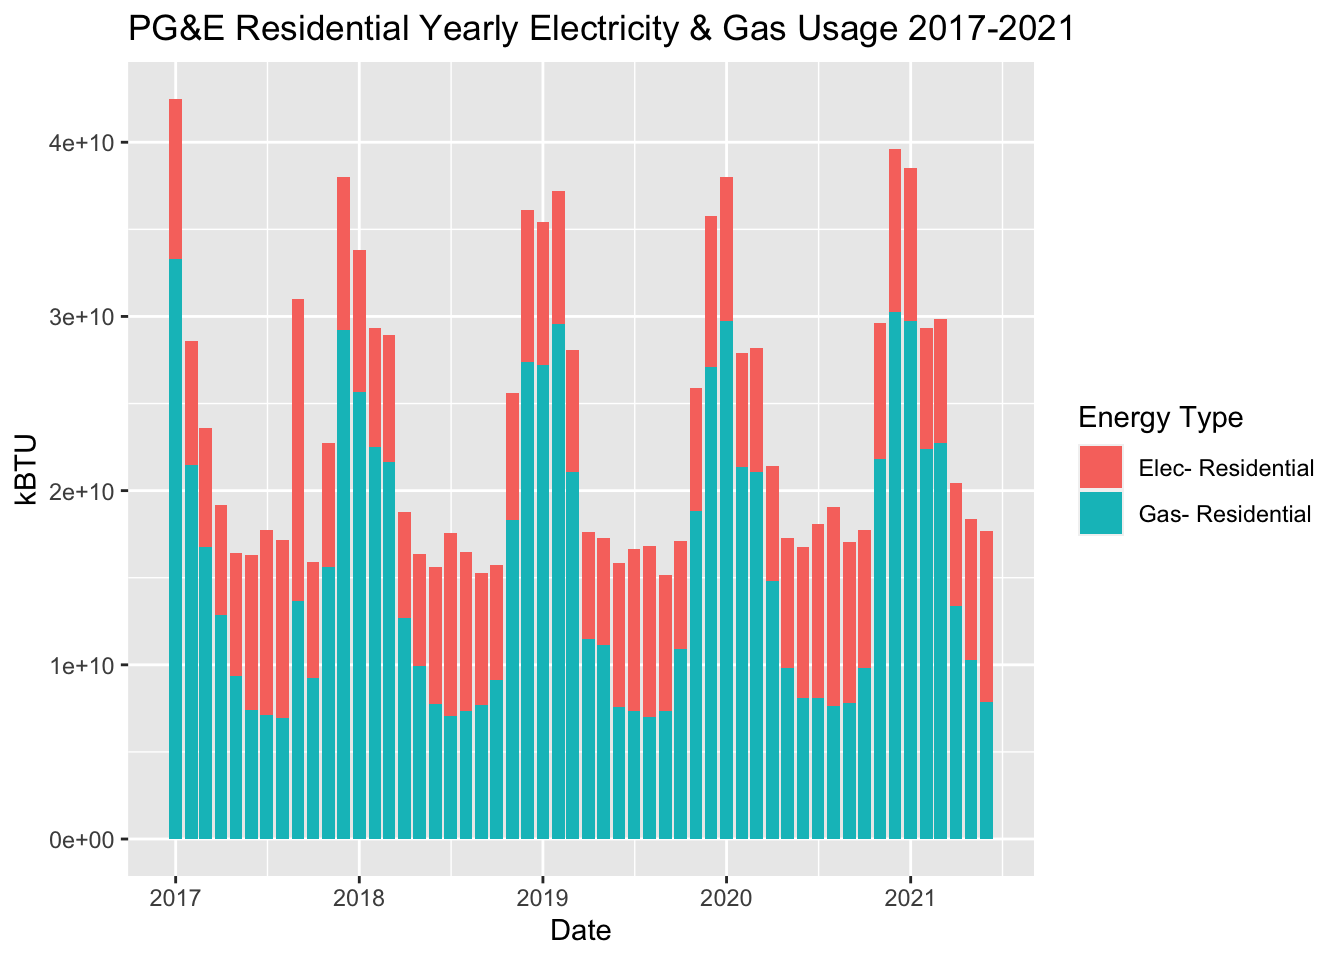 PG&E Residential Yearly Electricity & Gas Usage 2017-2021
kBTU
4e+10
3e+10
2e+10
1e+10
0e+00
2017 2018 2019 2020 2021
Date
Energy Type
Elec- Residential
Gas- Residential